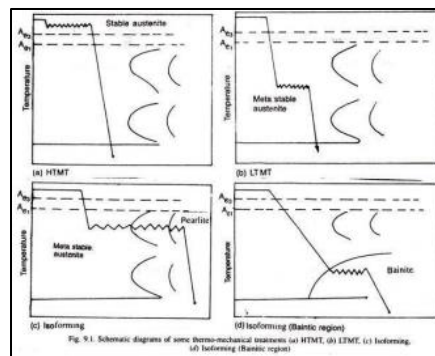 Stable austenite
Ae3
Ae1
Temperature
(a) HTMT
Ae3
Ae1
Temperature
Meta stable
austenite
(b) LTMT
Ae3
Ae1
Pearlite
Temperature
Meta stable
austenite
(c) Isoforming
Ae3
AE1
Temperature
Bainite
(d) Isoforming (Baintic region)
Fig. 9.1. Schematic diagrams of some thermo-mechanical treatments (a) HTMT, (b) LTMT, (c) Isoforming,
(d) Isoforming (Bainitic region)